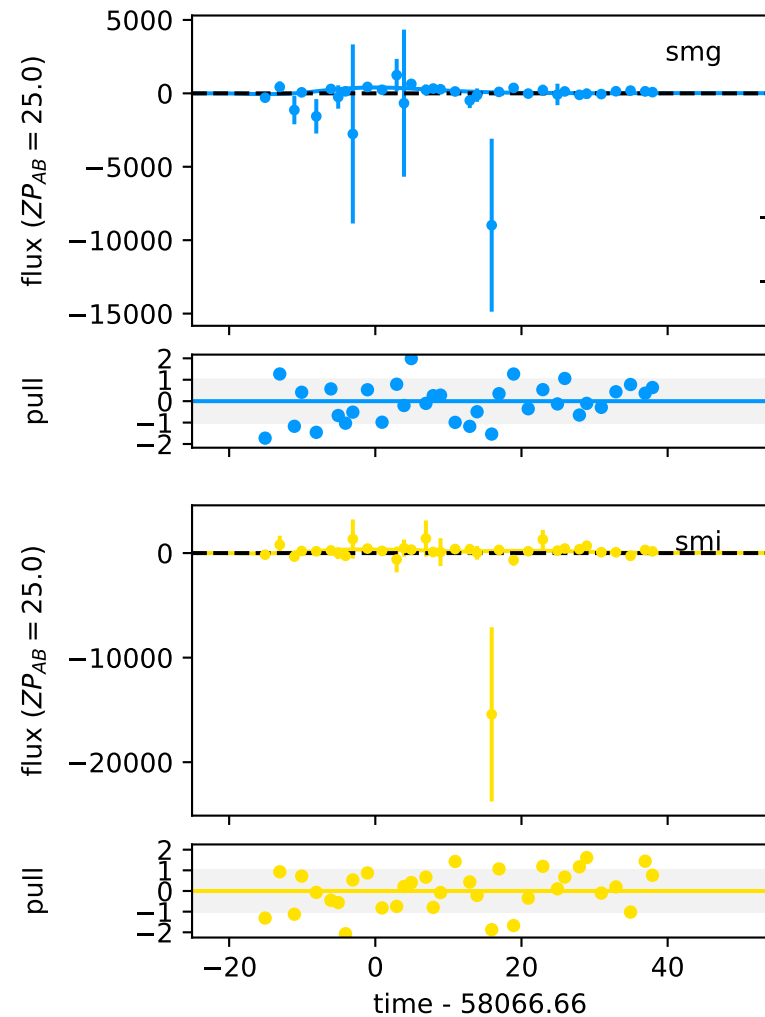 smg
5000
0
−5000
−10000
−15000
flux (ZP_AB = 25.0)
2
1
0
−1
−2
pull
smi
0
−10000
−20000
flux (ZP_AB = 25.0)
2
1
0
−1
−2
pull
−20 0 20 40
time - 58066.66